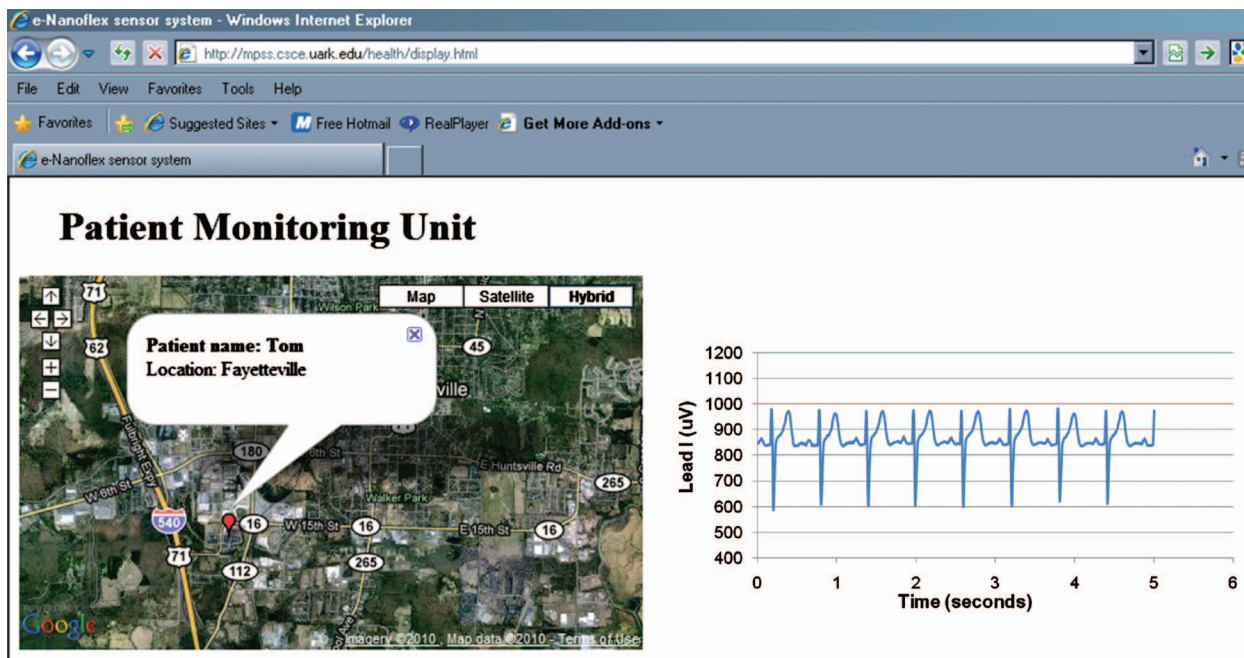 e-Nanoflex sensor system - Windows Internet Explorer
http://mpss.csce.uark.edu/health/display.html
File Edit View Favorites Tools Help
Favorites Suggested Sites Free Hotmail RealPlayer Get More Add-ons
e-Nanoflex sensor system
Patient Monitoring Unit
Map Satellite Hybrid
71
Wilson Park
62
45
Patient name: Tom
Location: Fayetteville
ville
Fulbright Expy
180
6th St
E Huntsville Rd
265
W 6th St
Walker Park
540
16
W 15th St
16
E 15th St
16
71
112
265
Google
Imagery ©2010 , Map data ©2010 - Terms of Use
Lead I (uV)
1200
1100
1000
900
800
700
600
500
400
0 1 2 3 4 5 6
Time (seconds)